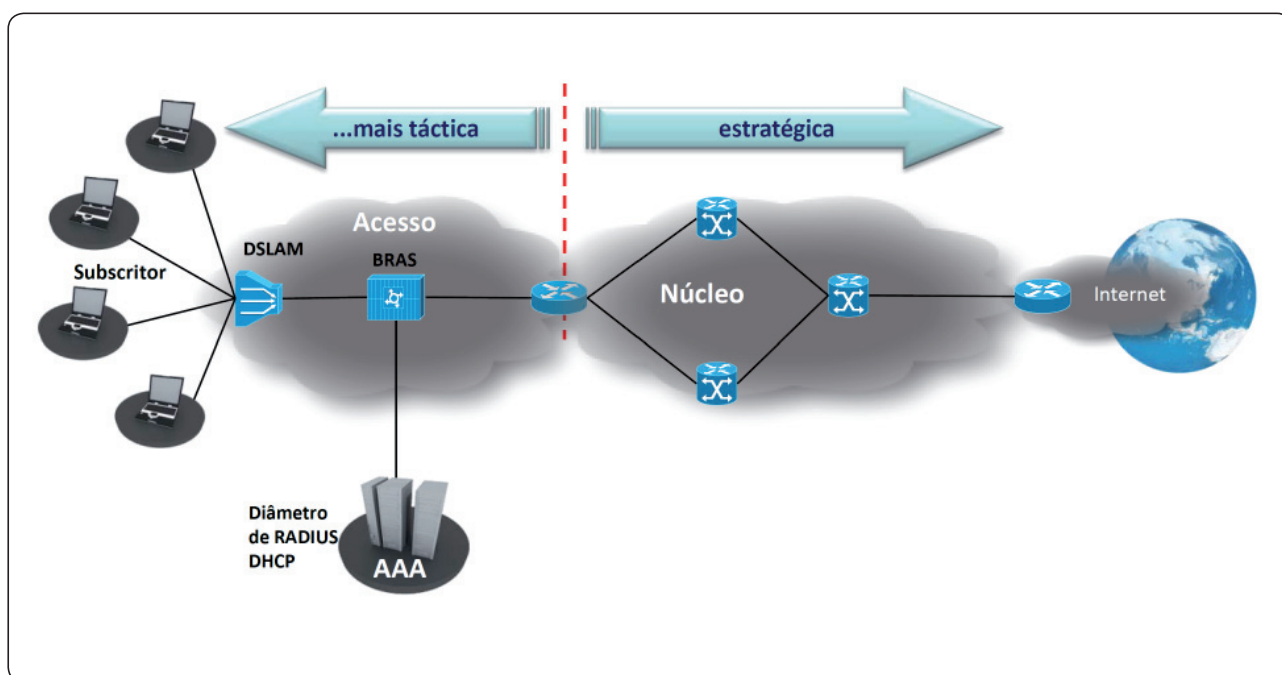 ...mais táctica
estratégica
Acesso
DSLAM
BRAS
Subscritor
Núcleo
Internet
Diâmetro
de RADIUS
DHCP
AAA